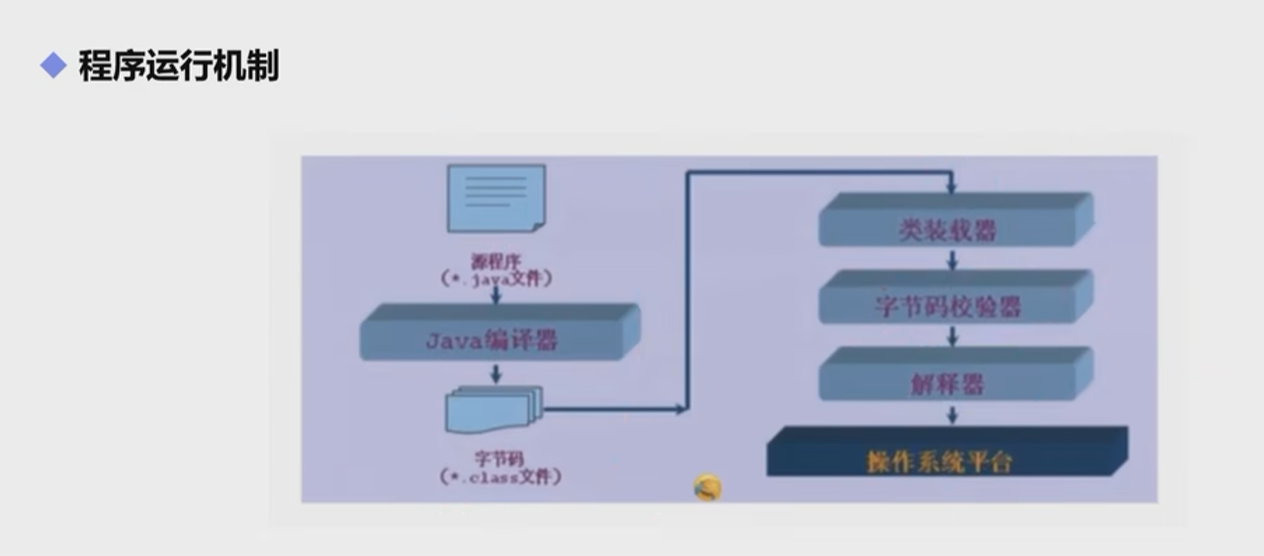 程序运行机制
源程序
(*.java文件)
Java编译器
字节码
(*.class文件)
类装载器
字节码校验器
解释器
操作系统平台